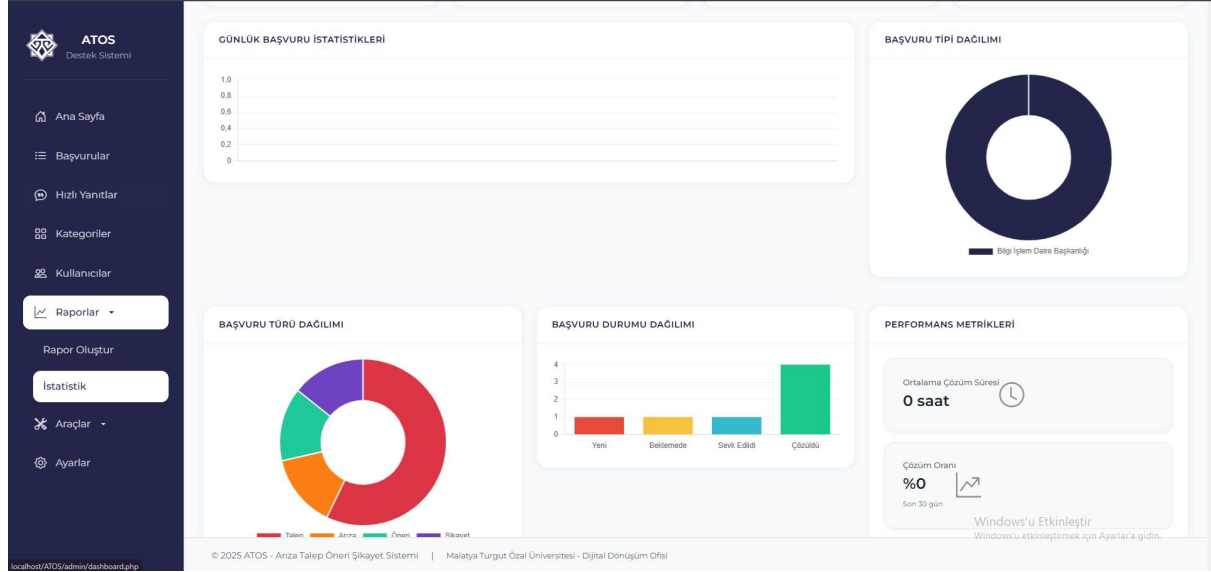 ATOS
Destek Sistemi
Ana Sayfa
Başvurular
Hızlı Yanıtlar
Kategoriler
Kullanıcılar
Raporlar
Rapor Oluştur
İstatistik
Araçlar
Ayarlar
localhost/ATOS/admin/dashboard.php
GÜNLÜK BAŞVURU İSTATİSTİKLERİ
1,0
0,8
0,6
0,4
0,2
0
BAŞVURU TİPİ DAĞILIMI
Bilgi İşlem Daire Başkanlığı
BAŞVURU TÜRÜ DAĞILIMI
Talep Arıza Öneri Şikayet
BAŞVURU DURUMU DAĞILIMI
4
3
2
1
0
Yeni Beklemede Sevk Edildi Çözüldü
PERFORMANS METRİKLERİ
Ortalama Çözüm Süresi
0 saat
Çözüm Oranı
%0
Son 30 gün
Windows'u Etkinleştir
Windows'u etkinleştirmek için Ayarlar'a gidin.
© 2025 ATOS - Arıza Talep Öneri Şikayet Sistemi | Malatya Turgut Özal Üniversitesi - Dijital Dönüşüm Ofisi